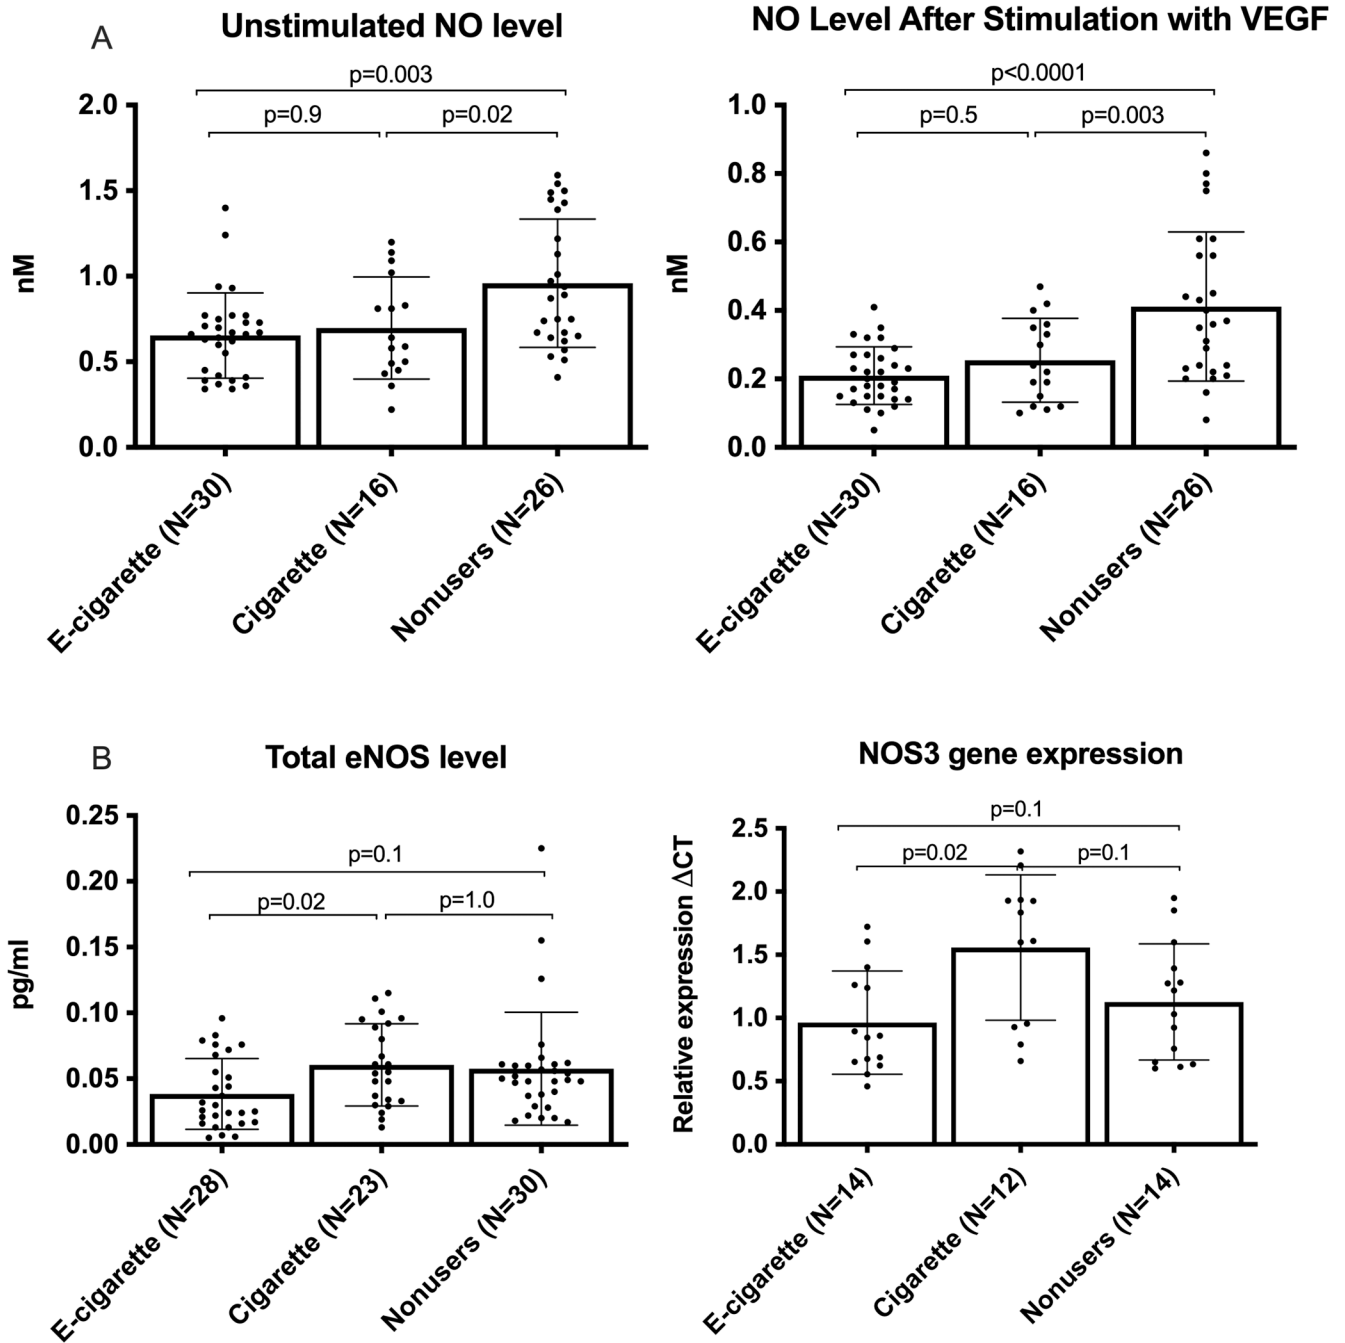 A
Unstimulated NO level
p=0.003
p=0.9
p=0.02
2.0
1.5
1.0
0.5
0.0
nM
E-cigarette (N=30)
Cigarette (N=16)
Nonusers (N=26)
NO Level After Stimulation with VEGF
p<0.0001
p=0.5
p=0.003
1.0
0.8
0.6
0.4
0.2
0.0
nM
E-cigarette (N=30)
Cigarette (N=16)
Nonusers (N=26)
B
Total eNOS level
p=0.1
p=0.02
p=1.0
0.25
0.20
0.15
0.10
0.05
0.00
pg/ml
E-cigarette (N=28)
Cigarette (N=23)
Nonusers (N=30)
NOS3 gene expression
p=0.1
p=0.02
p=0.1
2.5
2.0
1.5
1.0
0.5
0.0
Relative expression ΔCT
E-cigarette (N=14)
Cigarette (N=12)
Nonusers (N=14)